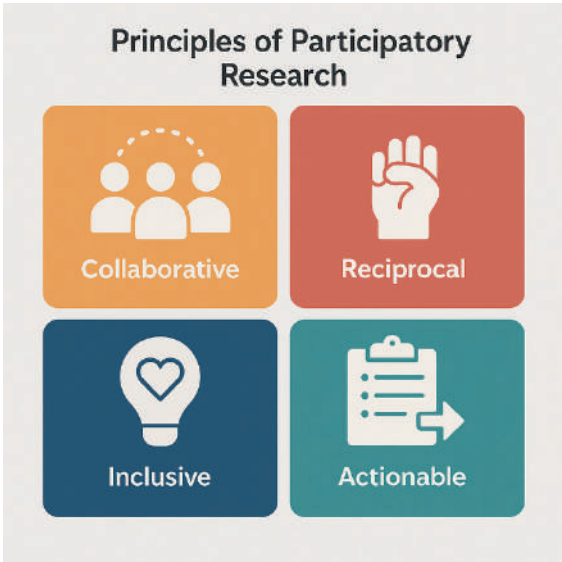 Principles of Participatory
Research
Collaborative
Reciprocal
Inclusive
Actionable